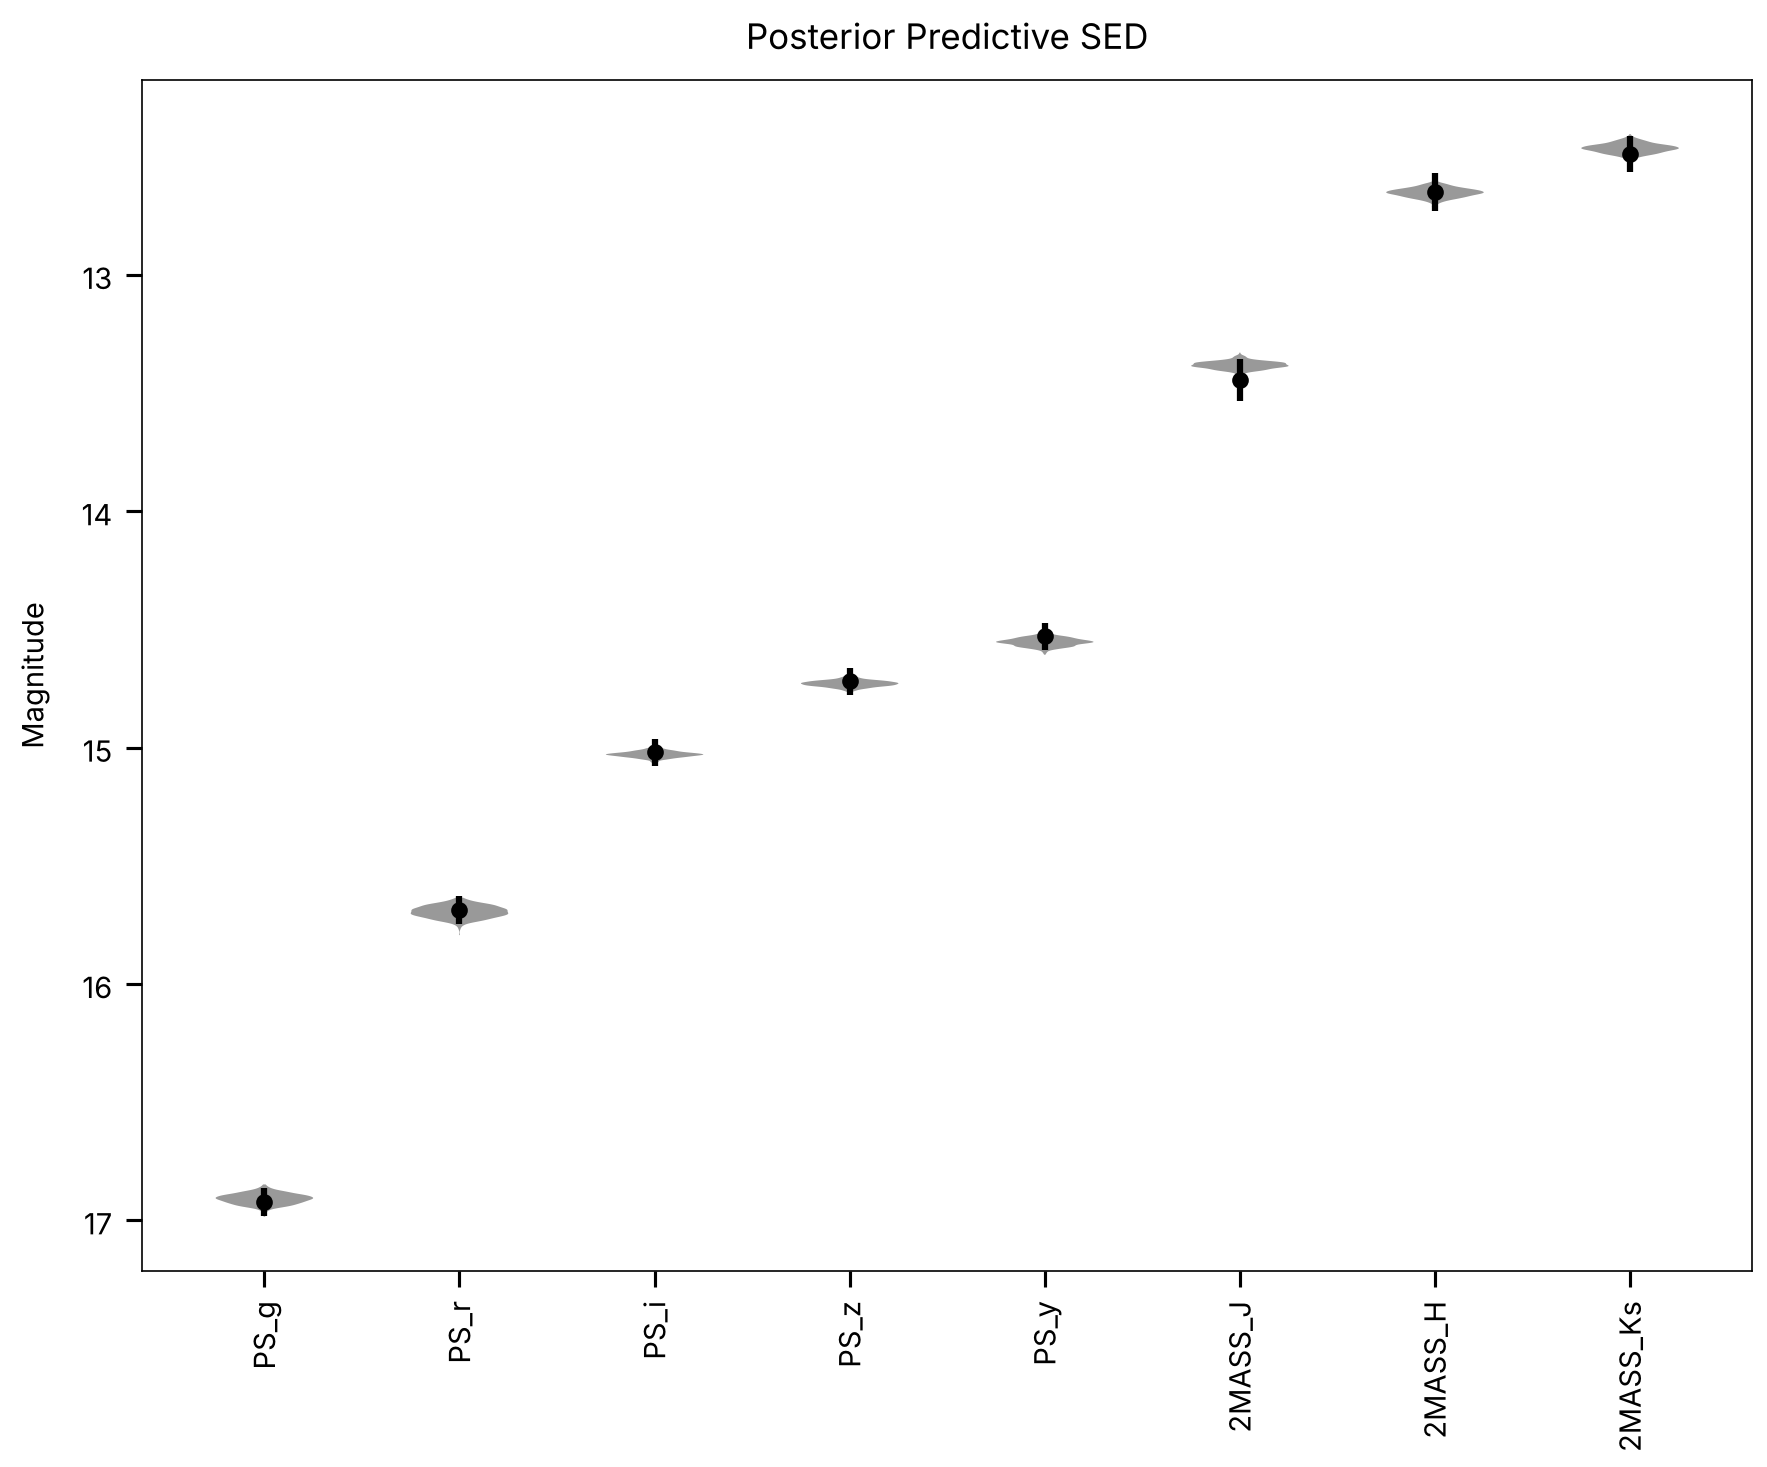 Posterior Predictive SED
Magnitude
13
14
15
16
17
PS_g
PS_r
PS_i
PS_z
PS_y
2MASS_J
2MASS_H
2MASS_Ks